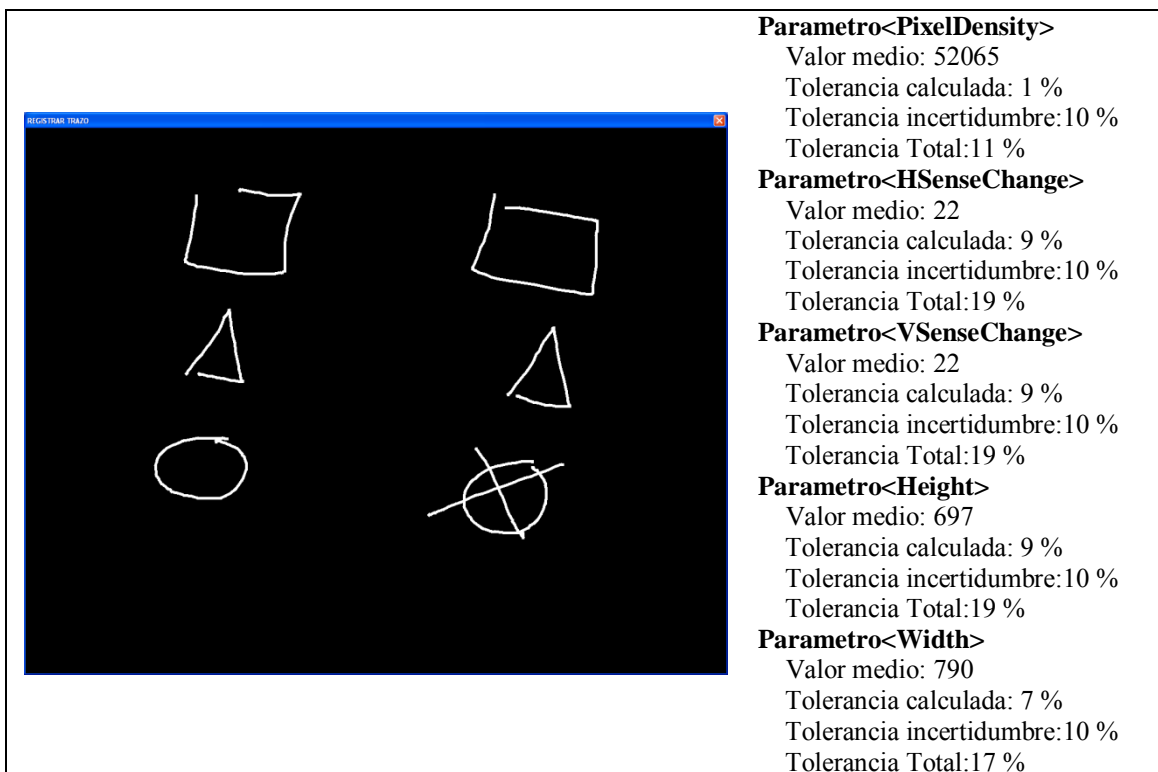 REGISTRAR TRAZO
Parametro<PixelDensity>
Valor medio: 52065
Tolerancia calculada: 1 %
Tolerancia incertidumbre:10 %
Tolerancia Total:11 %
Parametro<HSenseChange>
Valor medio: 22
Tolerancia calculada: 9 %
Tolerancia incertidumbre:10 %
Tolerancia Total:19 %
Parametro<VSenseChange>
Valor medio: 22
Tolerancia calculada: 9 %
Tolerancia incertidumbre:10 %
Tolerancia Total:19 %
Parametro<Height>
Valor medio: 697
Tolerancia calculada: 9 %
Tolerancia incertidumbre:10 %
Tolerancia Total:19 %
Parametro<Width>
Valor medio: 790
Tolerancia calculada: 7 %
Tolerancia incertidumbre:10 %
Tolerancia Total:17 %